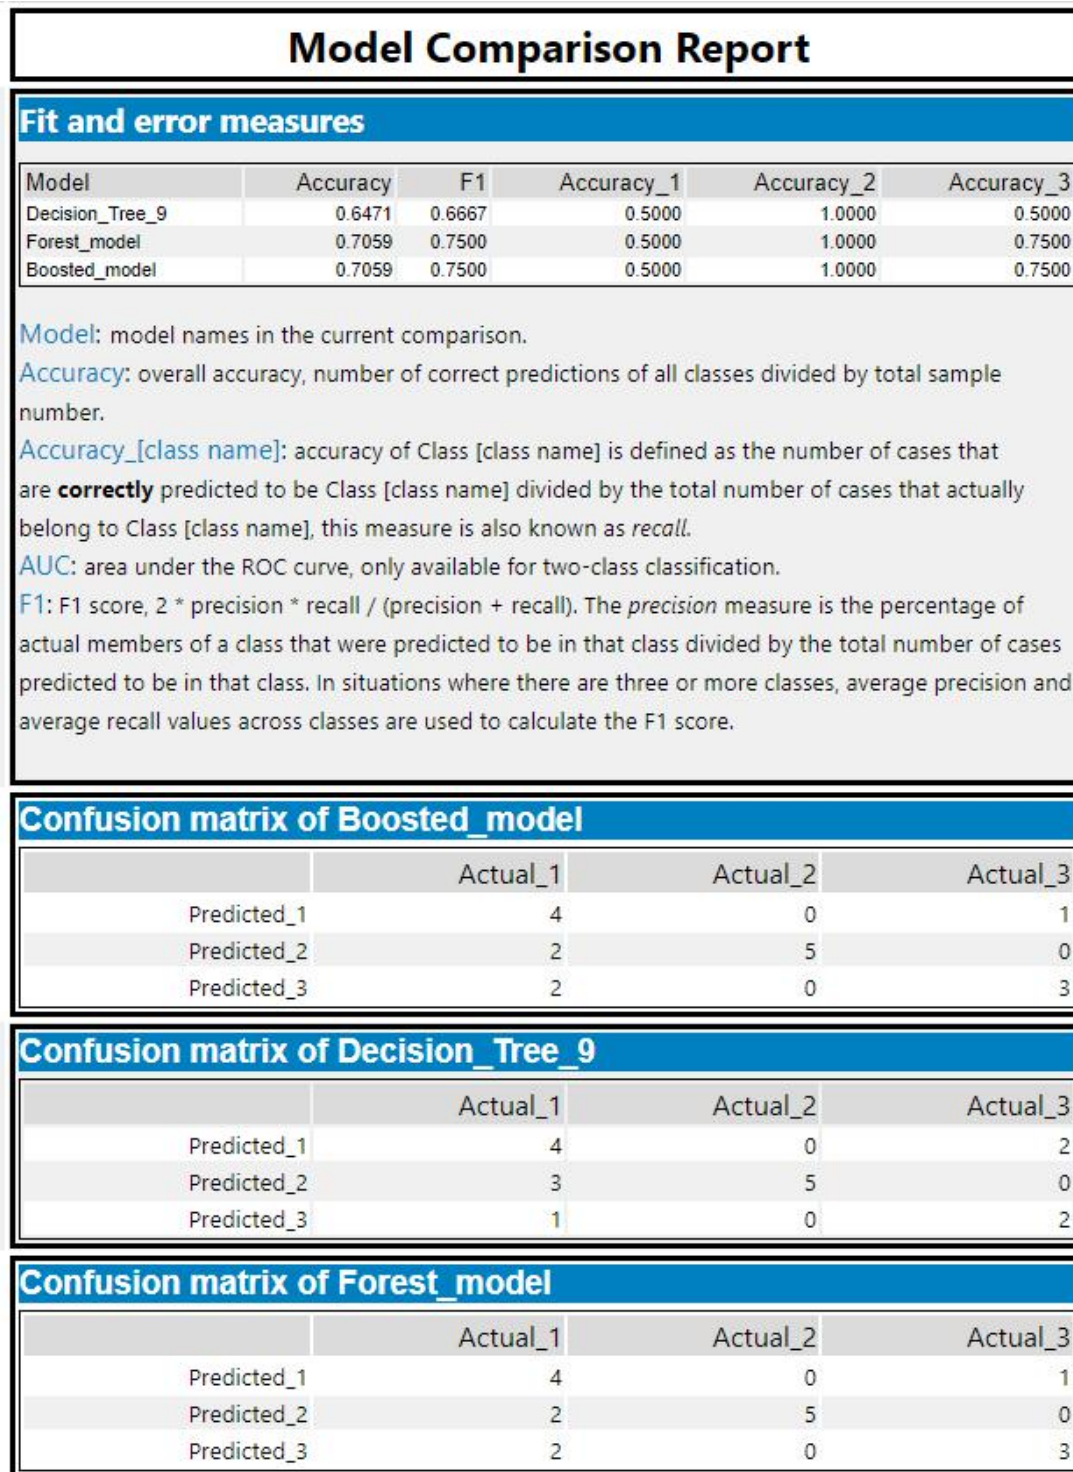 Model Comparison Report
Fit and error measures
Model Accuracy F1 Accuracy_1 Accuracy_2 Accuracy_3
Decision_Tree_9 0.6471 0.6667 0.5000 1.0000 0.5000
Forest_model 0.7059 0.7500 0.5000 1.0000 0.7500
Boosted_model 0.7059 0.7500 0.5000 1.0000 0.7500
Model: model names in the current comparison.
Accuracy: overall accuracy, number of correct predictions of all classes divided by total sample
number.
Accuracy_[class name]: accuracy of Class [class name] is defined as the number of cases that
are correctly predicted to be Class [class name] divided by the total number of cases that actually
belong to Class [class name], this measure is also known as recall.
AUC: area under the ROC curve, only available for two-class classification.
F1: F1 score, 2 * precision * recall / (precision + recall). The precision measure is the percentage of
actual members of a class that were predicted to be in that class divided by the total number of cases
predicted to be in that class. In situations where there are three or more classes, average precision and
average recall values across classes are used to calculate the F1 score.
Confusion matrix of Boosted_model
Actual_1 Actual_2 Actual_3
Predicted_1 4 0 1
Predicted_2 2 5 0
Predicted_3 2 0 3
Confusion matrix of Decision_Tree_9
Actual_1 Actual_2 Actual_3
Predicted_1 4 0 2
Predicted_2 3 5 0
Predicted_3 1 0 2
Confusion matrix of Forest_model
Actual_1 Actual_2 Actual_3
Predicted_1 4 0 1
Predicted_2 2 5 0
Predicted_3 2 0 3